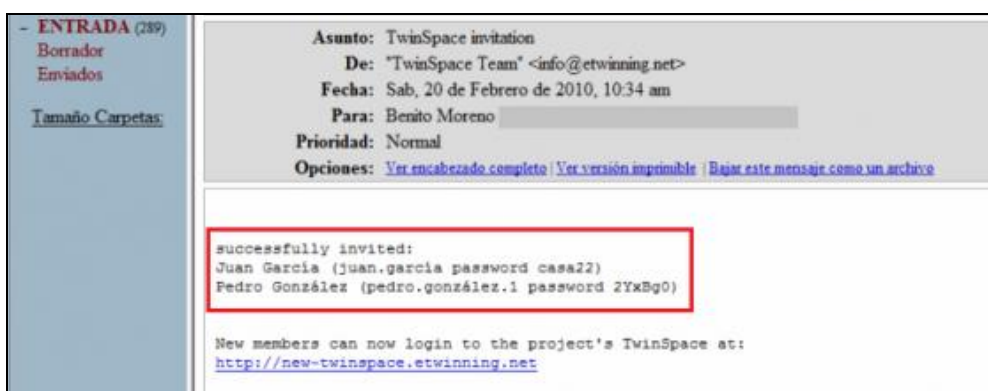 - ENTRADA (289)
Borrador
Enviados
Tamaño Carpetas:
Asunto: TwinSpace invitation
De: "TwinSpace Team" <info@etwinning.net>
Fecha: Sab, 20 de Febrero de 2010, 10:34 am
Para: Benito Moreno
Prioridad: Normal
Opciones: Ver encabezado completo | Ver versión imprimible | Bajar este mensaje como un archivo
successfully invited:
Juan García (juan.garcía password casa22)
Pedro González (pedro.gonzález.1 password 2YxBg0)
New members can now login to the project's TwinSpace at:
http://new-twinspace.etwinning.net